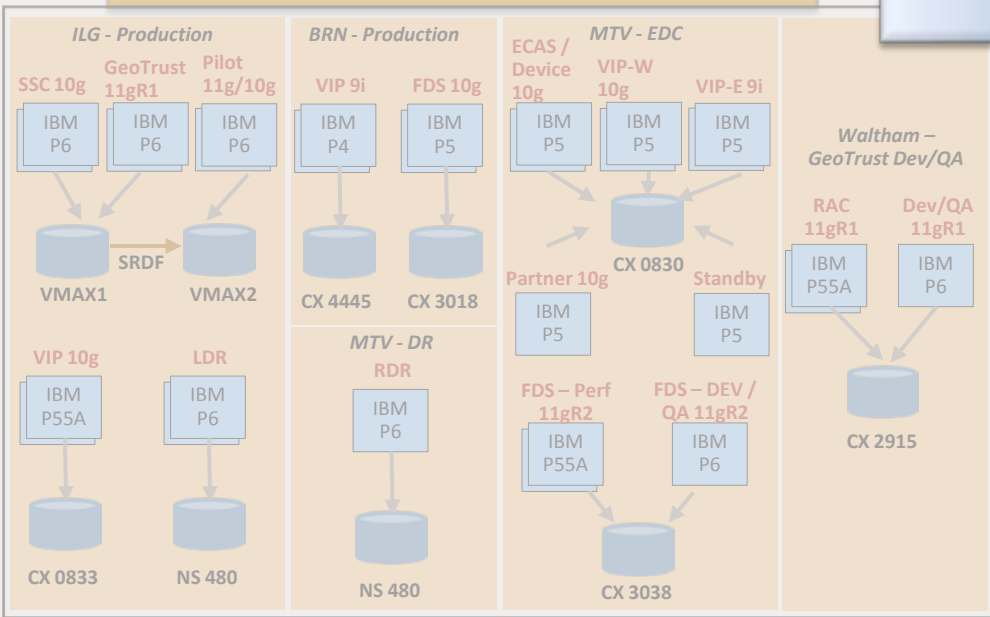 ILG - Production
SSC 10g
GeoTrust
11gR1
Pilot
11g/10g
IBM
P6
IBM
P6
IBM
P6
SRDF
VMAX1
VMAX2
VIP 10g
LDR
IBM
P55A
IBM
P6
CX 0833
NS 480
BRN - Production
VIP 9i
FDS 10g
IBM
P4
IBM
P5
CX 4445
CX 3018
MTV - DR
RDR
IBM
P6
NS 480
MTV - EDC
ECAS /
Device
10g
VIP-W
10g
VIP-E 9i
IBM
P5
IBM
P5
IBM
P5
CX 0830
Partner 10g
Standby
IBM
P5
IBM
P5
FDS – Perf
11gR2
FDS – DEV /
QA 11gR2
IBM
P55A
IBM
P6
CX 3038
Waltham –
GeoTrust Dev/QA
RAC
11gR1
Dev/QA
11gR1
IBM
P55A
IBM
P6
CX 2915